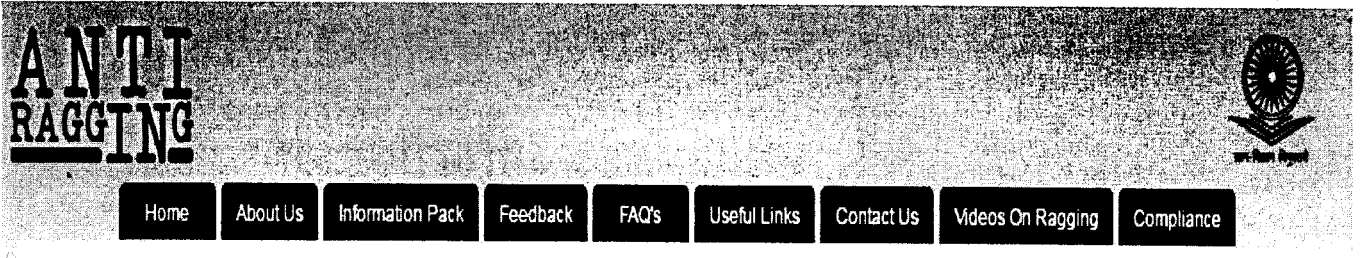 ANTI
RAGGING
Home About Us Information Pack Feedback FAQ's Useful Links Contact Us Videos On Ragging Compliance